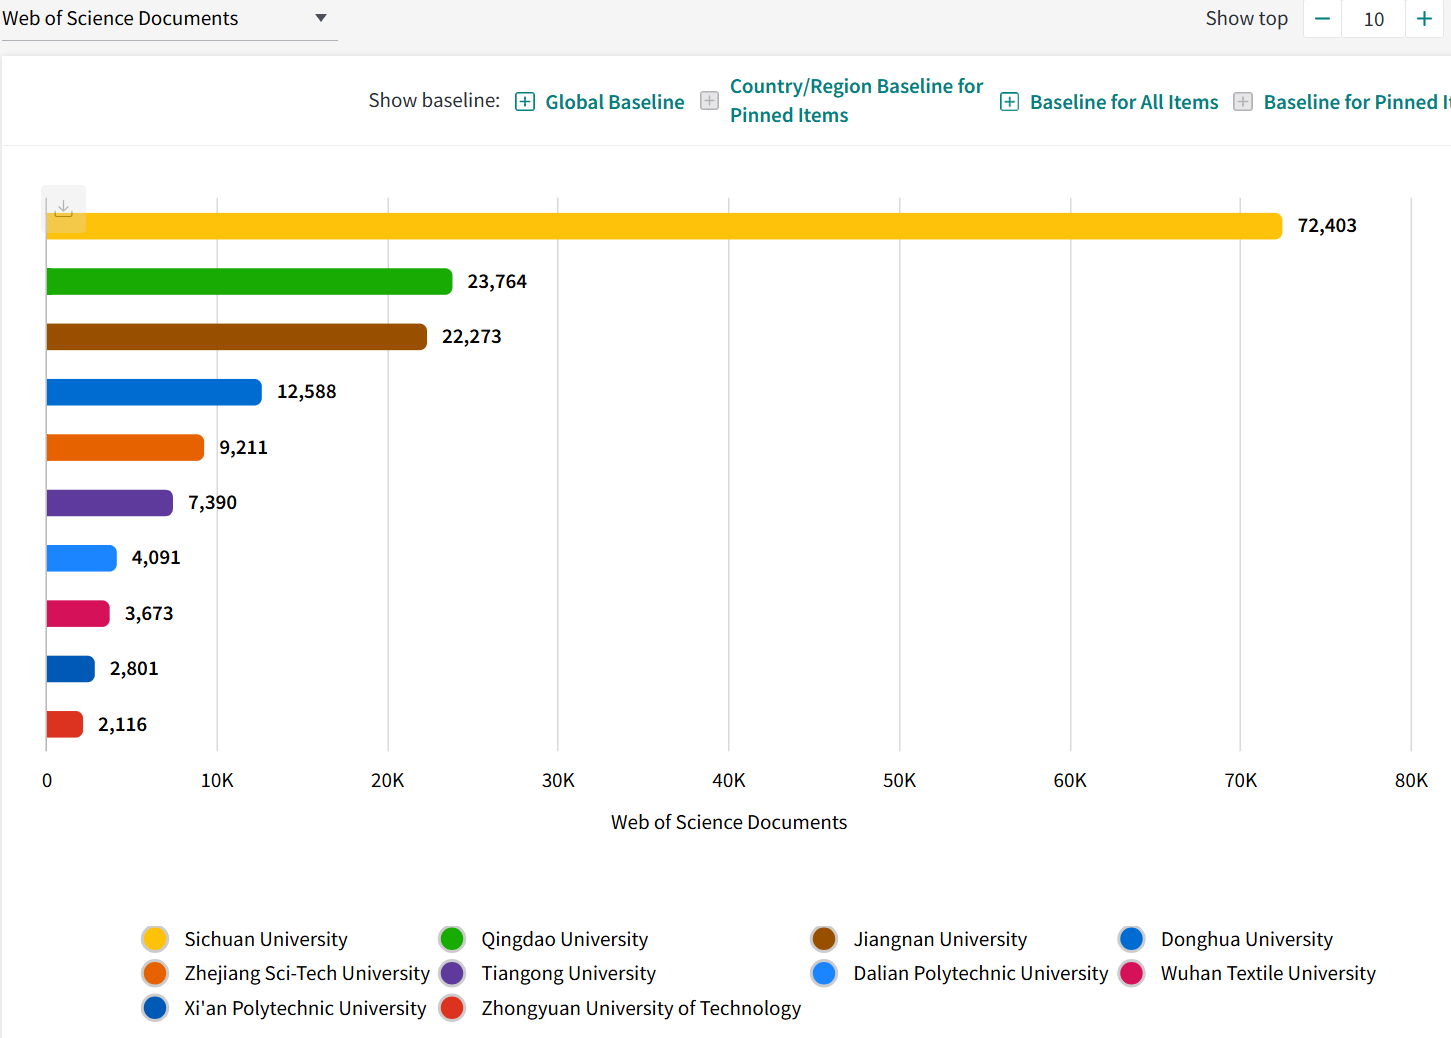 Web of Science Documents
Show top
10
Show baseline:
Global Baseline
Country/Region Baseline for
Pinned Items
Baseline for All Items
Baseline for Pinned
72,403
23,764
22,273
12,588
9,211
7,390
4,091
3,673
2,801
2,116
0 10K 20K 30K 40K 50K 60K 70K 80K
Web of Science Documents
Sichuan University Qingdao University Jiangnan University Donghua University
Zhejiang Sci-Tech University Tiangong University Dalian Polytechnic University Wuhan Textile University
Xi'an Polytechnic University Zhongyuan University of Technology